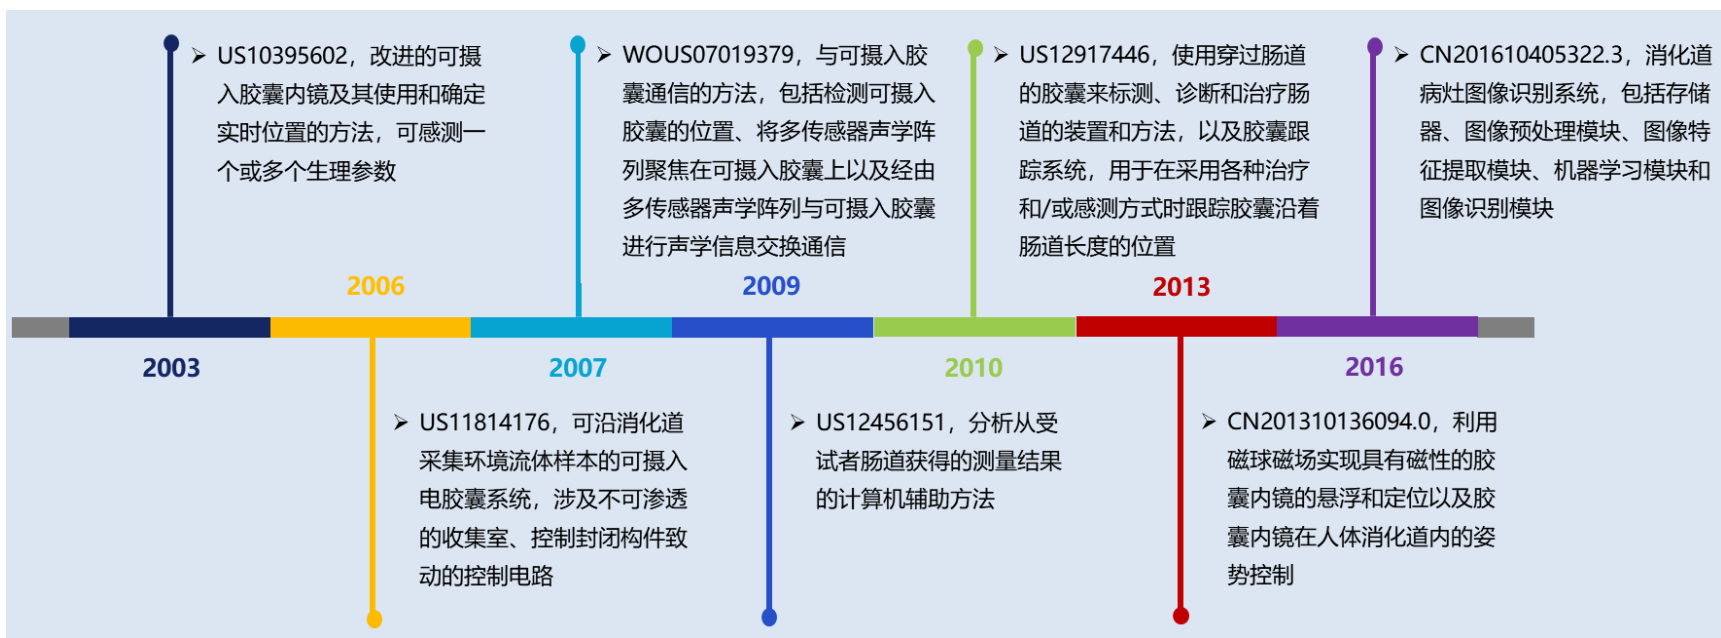 ➢ US10395602，改进的可摄
入胶囊内镜及其使用和确定
实时位置的方法，可感测一
个或多个生理参数
2003
2006
➢ US11814176，可沿消化道
采集环境流体样本的可摄入
电胶囊系统，涉及不可渗透
的收集室、控制封闭构件致
动的控制电路
➢ WOUS07019379，与可摄入胶
囊通信的方法，包括检测可摄入
胶囊的位置、将多传感器声学阵
列聚焦在可摄入胶囊上以及经由
多传感器声学阵列与可摄入胶囊
进行声学信息交换通信
2007
2009
➢ US12456151，分析从受
试者肠道获得的测量结果
的计算机辅助方法
➢ US12917446，使用穿过肠道
的胶囊来标测、诊断和治疗肠
道的装置和方法，以及胶囊跟
踪系统，用于在采用各种治疗
和/或感测方式时跟踪胶囊沿着
肠道长度的位置
2010
2013
➢ CN201310136094.0，利用
磁球磁场实现具有磁性的胶
囊内镜的悬浮和定位以及胶
囊内镜在人体消化道内的姿
势控制
➢ CN201610405322.3，消化道
病灶图像识别系统，包括存储
器、图像预处理模块、图像特
征提取模块、机器学习模块和
图像识别模块
2016